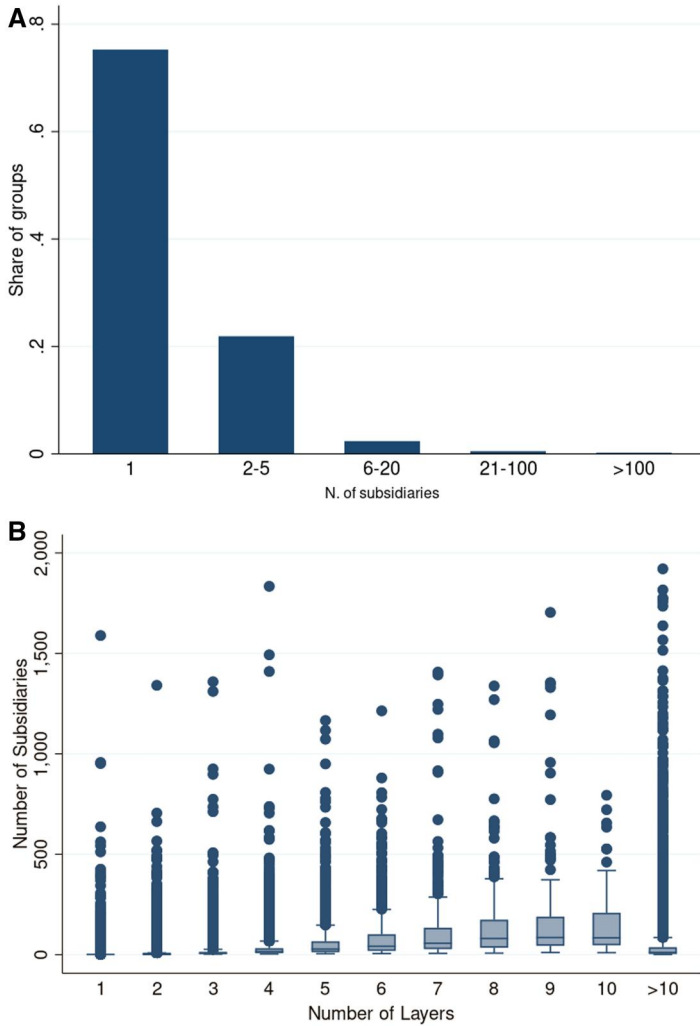 A
.8
.6
.4
.2
0
Share of groups
1 2-5 6-20 21-100 >100
N. of subsidiaries
B
2,000
1,500
1,000
500
0
Number of Subsidiaries
1 2 3 4 5 6 7 8 9 10 >10
Number of Layers